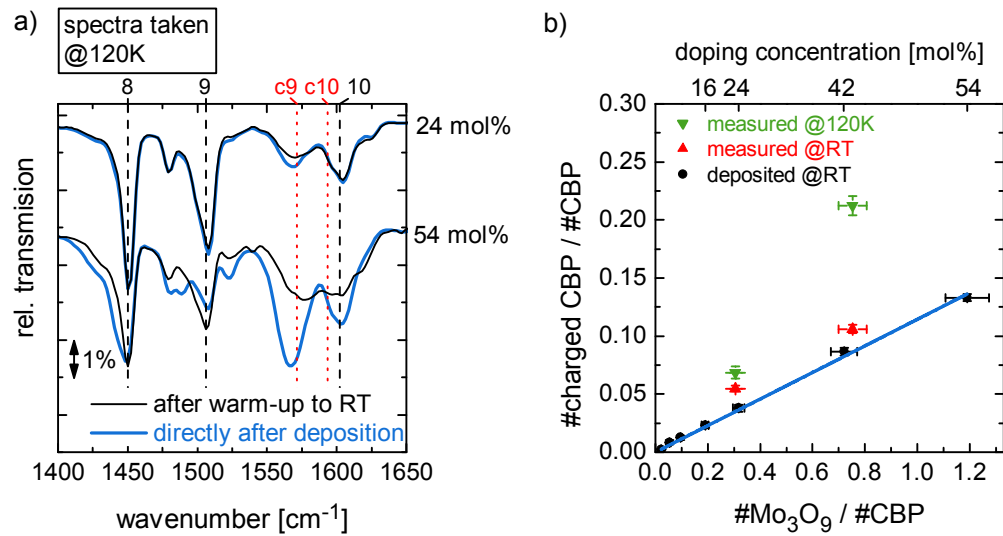 a)
spectra taken
@120K
8 9 c9 c10 10
24 mol%
54 mol%
1%
after warm-up to RT
directly after deposition
rel. transmision
1400 1450 1500 1550 1600 1650
wavenumber [cm⁻¹]
b)
doping concentration [mol%]
16 24 42 54
measured @120K
measured @RT
deposited @RT
0.30
0.25
0.20
0.15
0.10
0.05
0.00
#charged CBP / #CBP
0.0 0.2 0.4 0.6 0.8 1.0 1.2
#Mo₃O₉ / #CBP